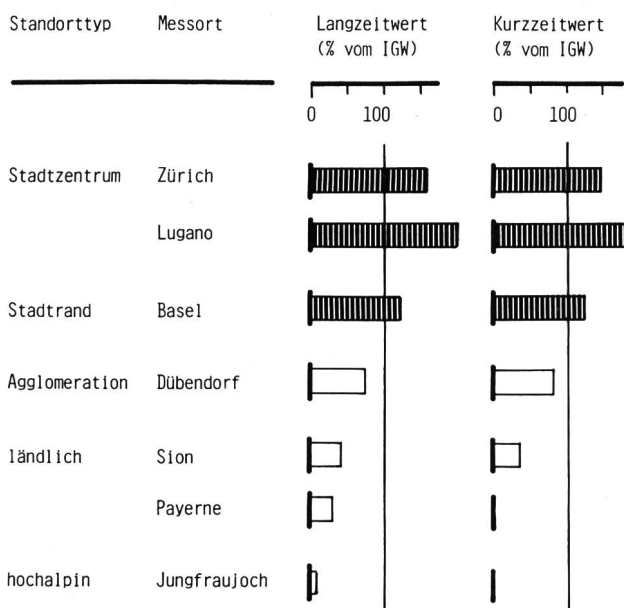 Standorttyp Messort Langzeitwert Kurzzeitwert
(% vom IGW) (% vom IGW)
0 100 0 100
Stadtzentrum Zürich
Lugano
Stadtrand Basel
Agglomeration Dübendorf
ländlich Sion
Payerne
hochalpin Jungfraujoch